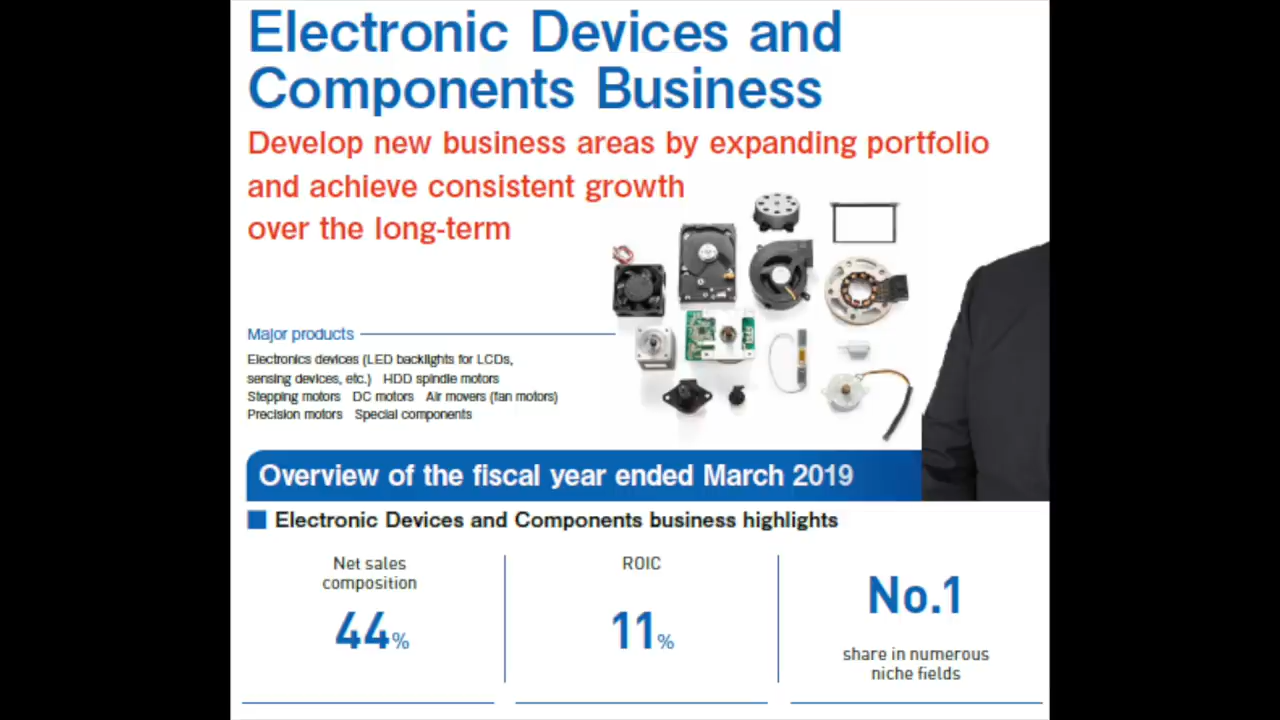 Electronic Devices and
Components Business
Develop new business areas by expanding portfolio
and achieve consistent growth
over the long-term
Major products
Electronics devices (LED backlights for LCDs,
sensing devices, etc.) HDD spindle motors
Stepping motors DC motors Air movers (fan motors)
Precision motors Special components
Overview of the fiscal year ended March 2019
Electronic Devices and Components business highlights
Net sales
composition
44%
ROIC
11%
No.1
share in numerous
niche fields